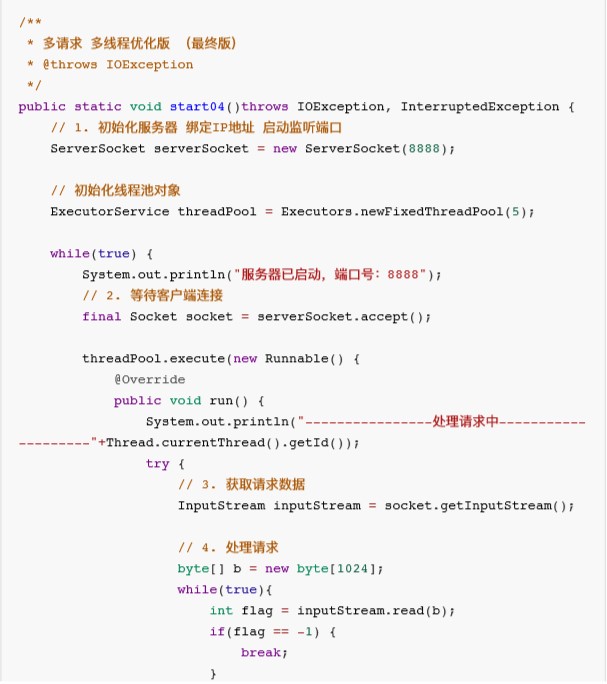 /**
 * 多请求 多线程优化版 （最终版）
 * @throws IOException
 */
public static void start04()throws IOException, InterruptedException {
    // 1. 初始化服务器 绑定IP地址 启动监听端口
    ServerSocket serverSocket = new ServerSocket(8888);

    // 初始化线程池对象
    ExecutorService threadPool = Executors.newFixedThreadPool(5);

    while(true) {
        System.out.println("服务器已启动，端口号：8888");
        // 2. 等待客户端连接
        final Socket socket = serverSocket.accept();

        threadPool.execute(new Runnable() {
            @Override
            public void run() {
                System.out.println("----------------处理请求中-----------
---------"+Thread.currentThread().getId());
                try {
                    // 3. 获取请求数据
                    InputStream inputStream = socket.getInputStream();

                    // 4. 处理请求
                    byte[] b = new byte[1024];
                    while(true){
                        int flag = inputStream.read(b);
                        if(flag == -1) {
                            break;
                        }